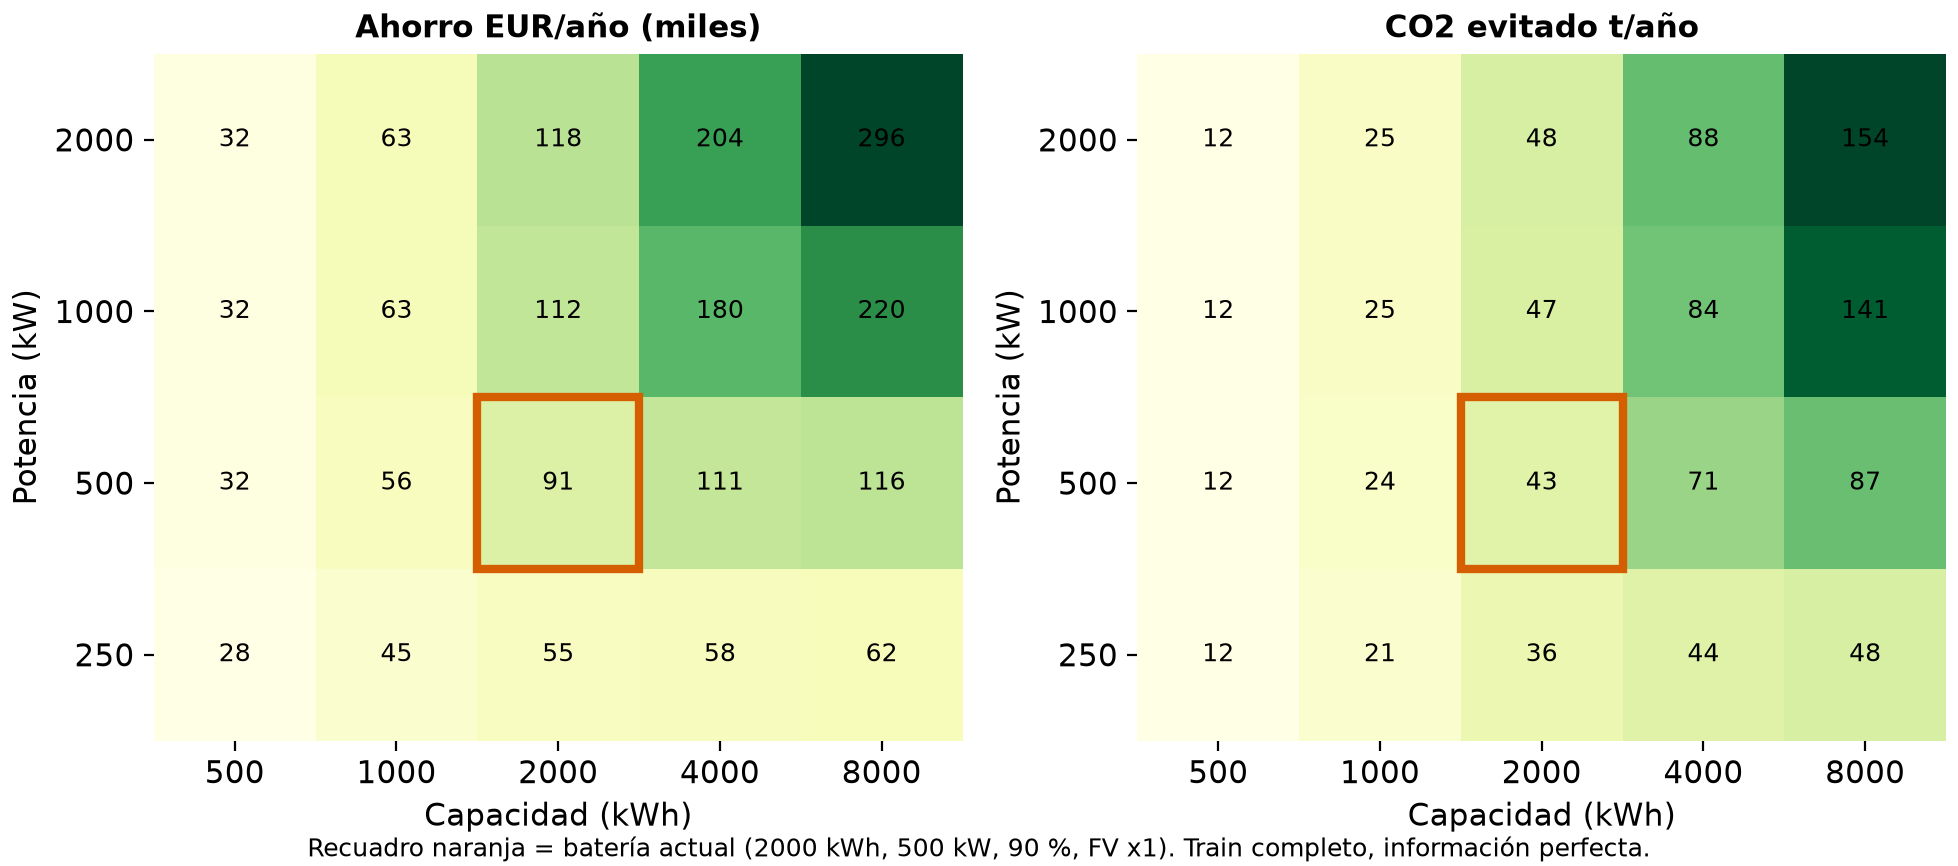 Ahorro EUR/año (miles)
Potencia (kW)
2000 32 63 118 204 296
1000 32 63 112 180 220
500 32 56 91 111 116
250 28 45 55 58 62
500 1000 2000 4000 8000
Capacidad (kWh)
CO2 evitado t/año
Potencia (kW)
2000 12 25 48 88 154
1000 12 25 47 84 141
500 12 24 43 71 87
250 12 21 36 44 48
500 1000 2000 4000 8000
Capacidad (kWh)
Recuadro naranja = batería actual (2000 kWh, 500 kW, 90 %, FV x1). Train completo, información perfecta.